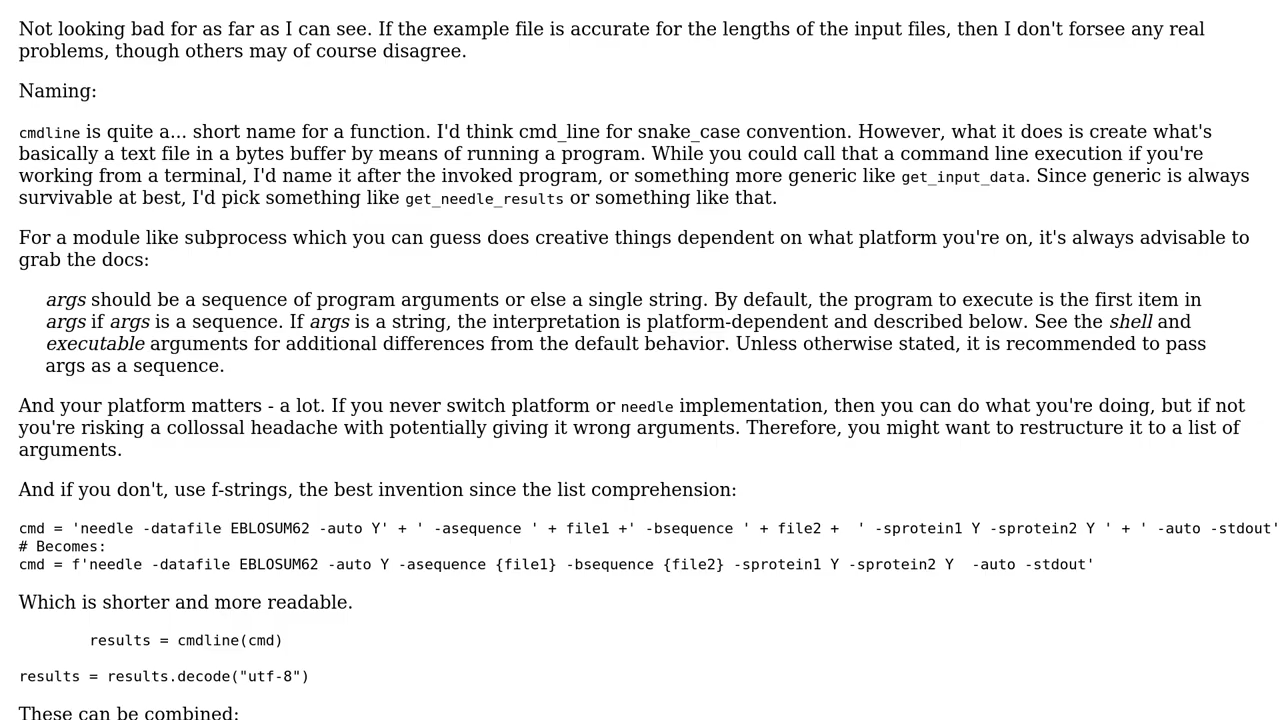 Not looking bad for as far as I can see. If the example file is accurate for the lengths of the input files, then I don't forsee any real
problems, though others may of course disagree.
Naming:
cmdline is quite a... short name for a function. I'd think cmd_line for snake_case convention. However, what it does is create what's
basically a text file in a bytes buffer by means of running a program. While you could call that a command line execution if you're
working from a terminal, I'd name it after the invoked program, or something more generic like get_input_data. Since generic is always
survivable at best, I'd pick something like get_needle_results or something like that.
For a module like subprocess which you can guess does creative things dependent on what platform you're on, it's always advisable to
grab the docs:
args should be a sequence of program arguments or else a single string. By default, the program to execute is the first item in
args if args is a sequence. If args is a string, the interpretation is platform-dependent and described below. See the shell and
executable arguments for additional differences from the default behavior. Unless otherwise stated, it is recommended to pass
args as a sequence.
And your platform matters - a lot. If you never switch platform or needle implementation, then you can do what you're doing, but if not
you're risking a collossal headache with potentially giving it wrong arguments. Therefore, you might want to restructure it to a list of
arguments.
And if you don't, use f-strings, the best invention since the list comprehension:
cmd = 'needle -datafile EBLOSUM62 -auto Y' + ' -asequence ' + file1 +' -bsequence ' + file2 +  ' -sprotein1 Y -sprotein2 Y ' + ' -auto -stdout'
# Becomes:
cmd = f'needle -datafile EBLOSUM62 -auto Y -asequence {file1} -bsequence {file2} -sprotein1 Y -sprotein2 Y  -auto -stdout'
Which is shorter and more readable.
results = cmdline(cmd)
results = results.decode("utf-8")
These can be combined: